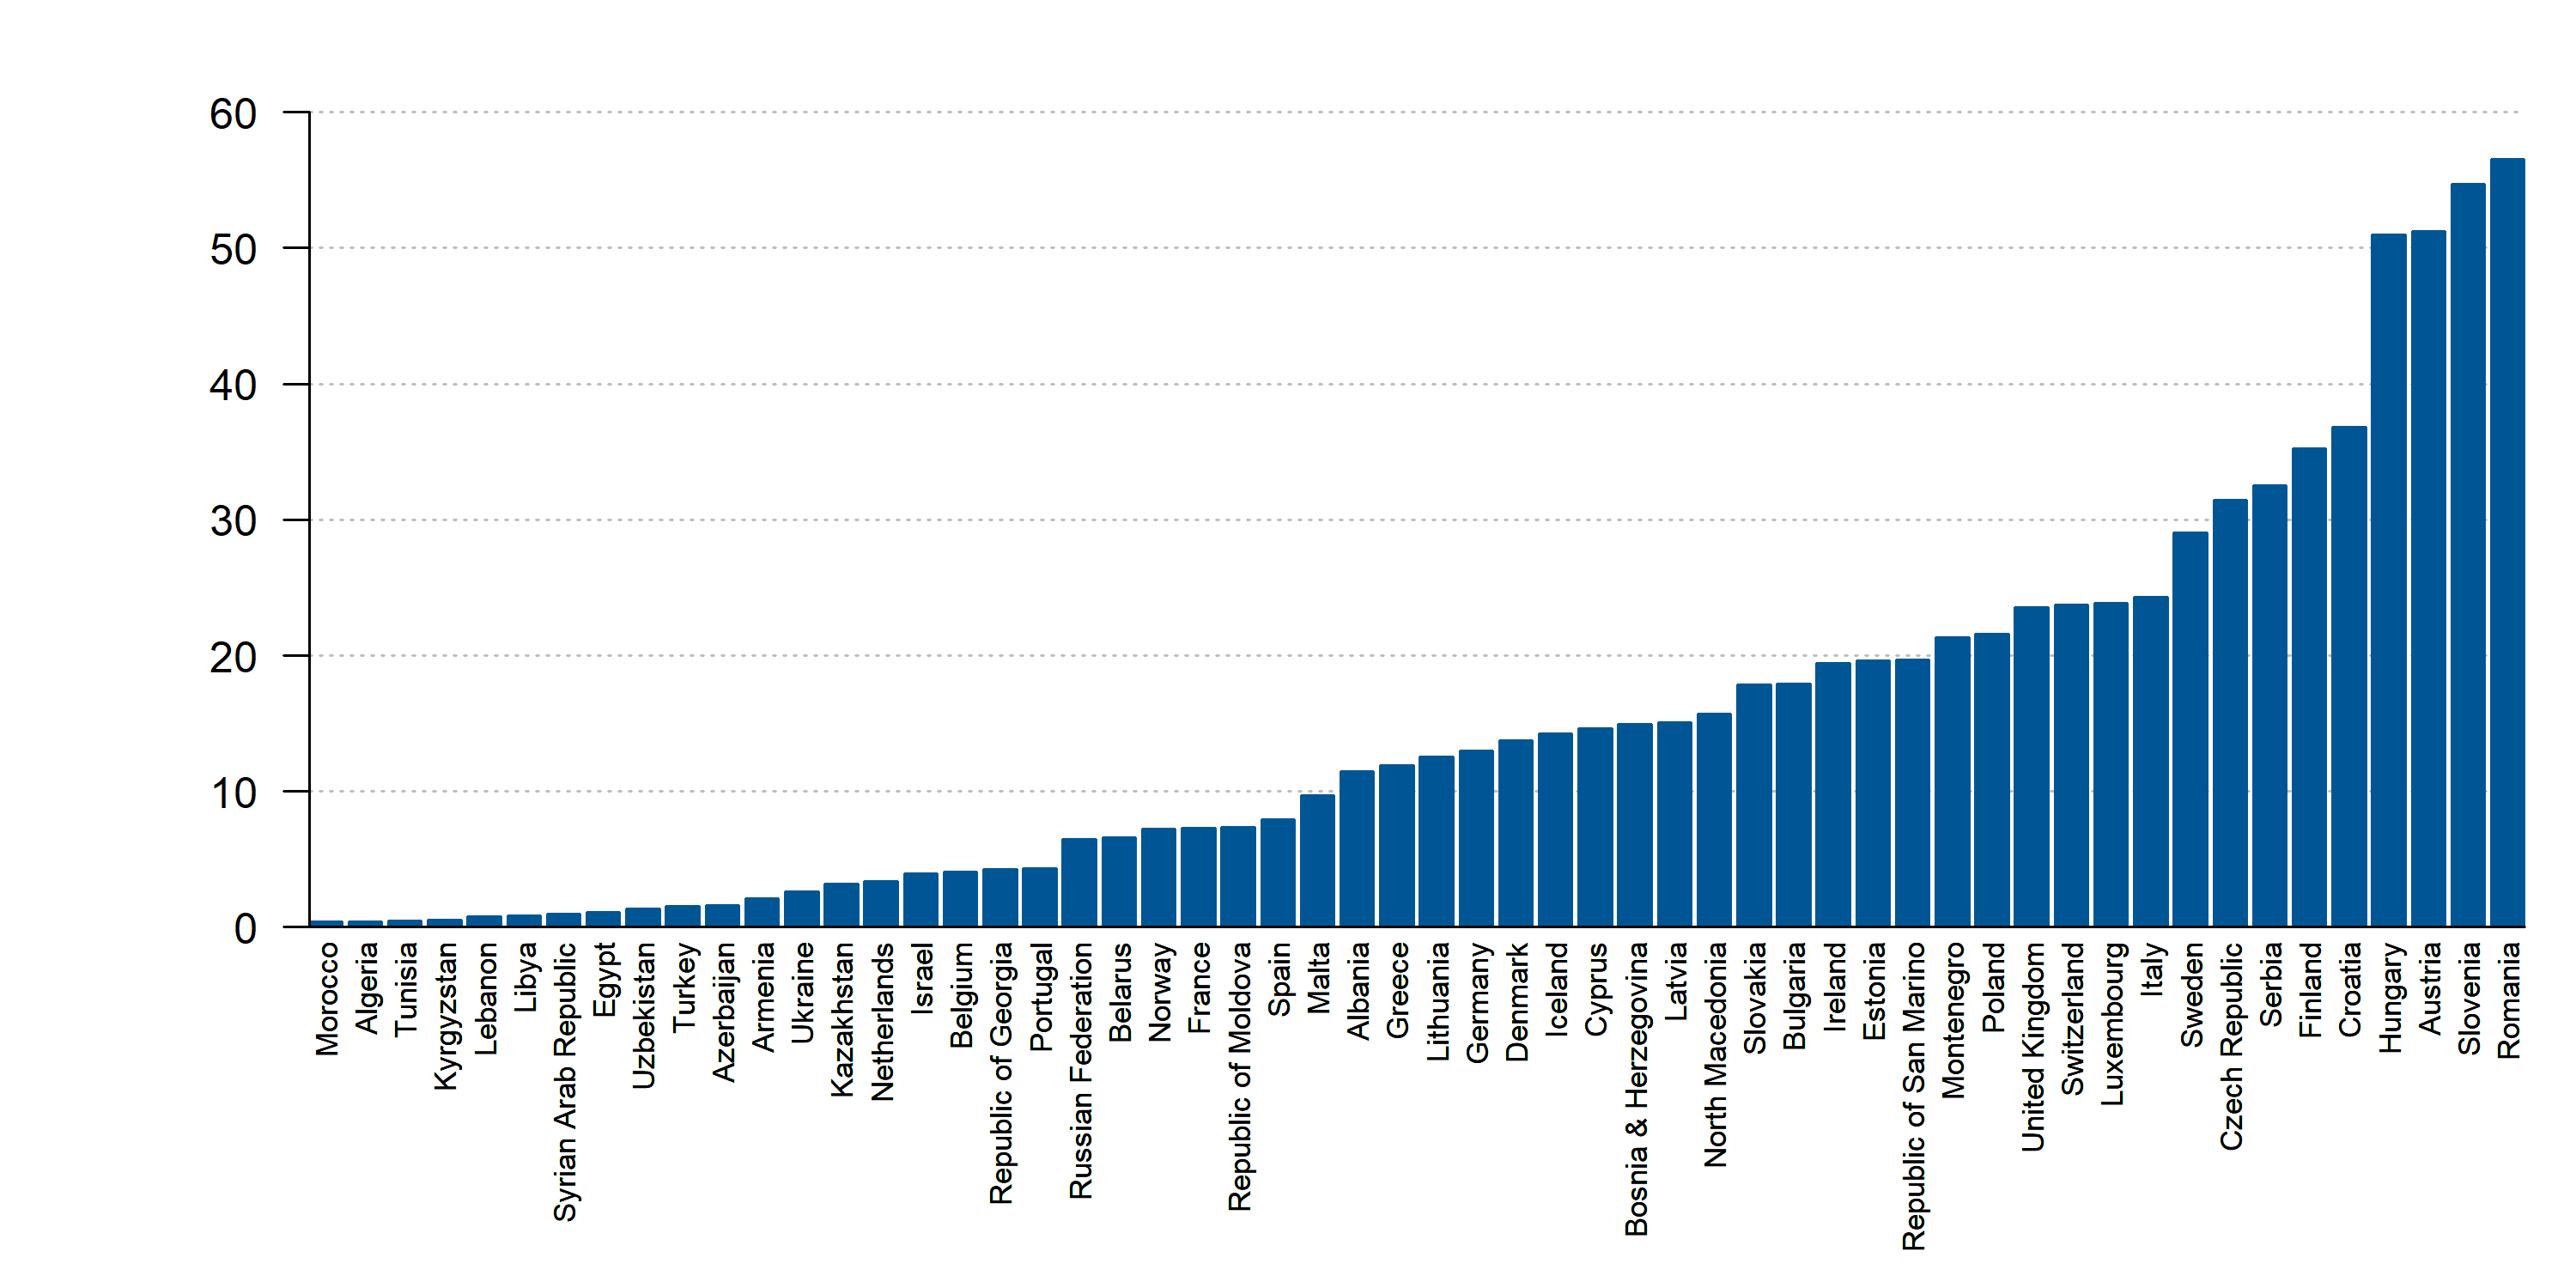 60
50
40
30
20
10
0
Morocco
Algeria
Tunisia
Kyrgyzstan
Lebanon
Libya
Syrian Arab Republic
Egypt
Uzbekistan
Turkey
Azerbaijan
Armenia
Ukraine
Kazakhstan
Netherlands
Israel
Belgium
Republic of Georgia
Portugal
Russian Federation
Belarus
Norway
France
Republic of Moldova
Spain
Malta
Albania
Greece
Lithuania
Germany
Denmark
Iceland
Cyprus
Bosnia & Herzegovina
Latvia
North Macedonia
Slovakia
Bulgaria
Ireland
Estonia
Republic of San Marino
Montenegro
Poland
United Kingdom
Switzerland
Luxembourg
Italy
Sweden
Czech Republic
Serbia
Finland
Croatia
Hungary
Austria
Slovenia
Romania